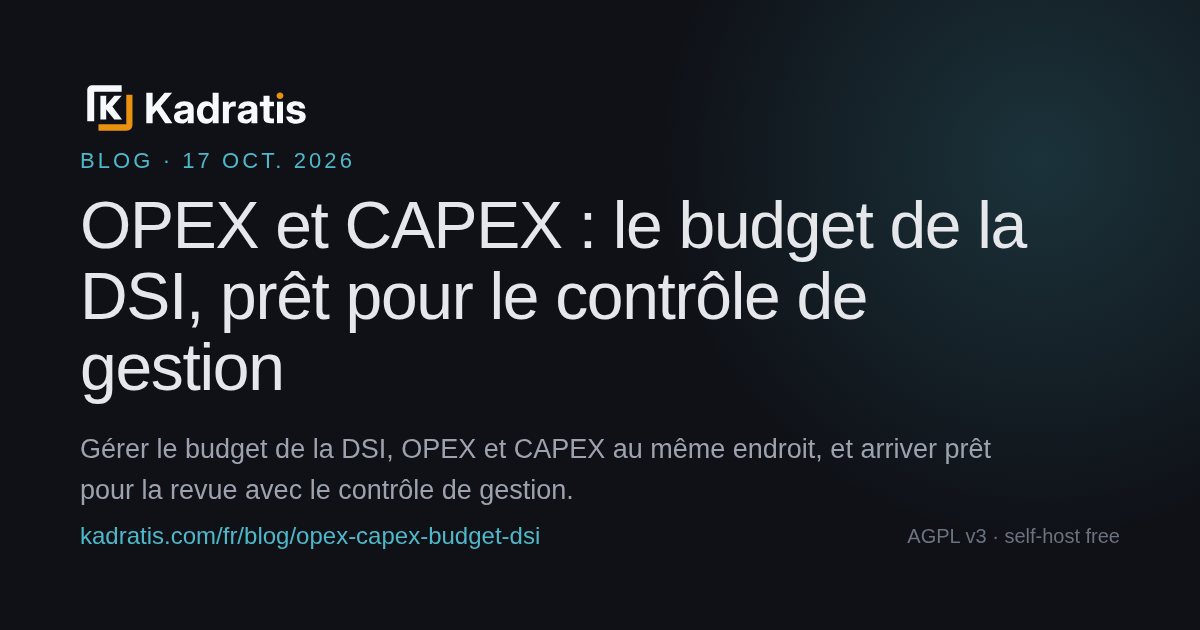 Kadratis
BLOG · 17 OCT. 2026
OPEX et CAPEX : le budget de la
DSI, prêt pour le contrôle de
gestion
Gérer le budget de la DSI, OPEX et CAPEX au même endroit, et arriver prêt
pour la revue avec le contrôle de gestion.
kadratis.com/fr/blog/opex-capex-budget-dsi
AGPL v3 · self-host free